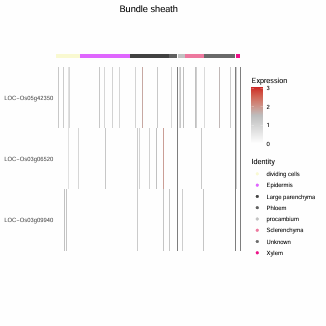 Bundle sheath
LOC-Os05g42350
LOC-Os03g06520
LOC-Os03g09940
Expression
3
2
1
0
Identity
dividing cells
Epidermis
Large parenchyma
Phloem
procambium
Sclerenchyma
Unknown
Xylem